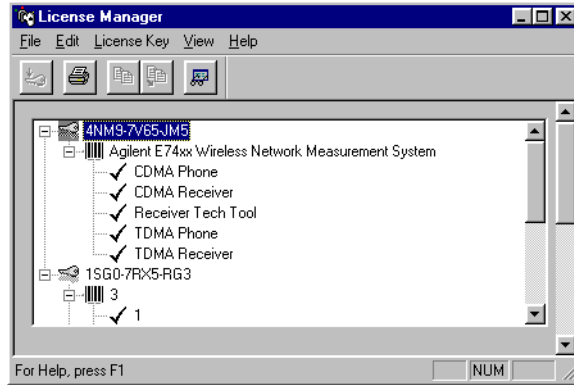 License Manager
File Edit License Key View Help
4NM9-7V65-JM5
Agilent E74xx Wireless Network Measurement System
CDMA Phone
CDMA Receiver
Receiver Tech Tool
TDMA Phone
TDMA Receiver
1SG0-7RX5-RG3
3
1
For Help, press F1
NUM